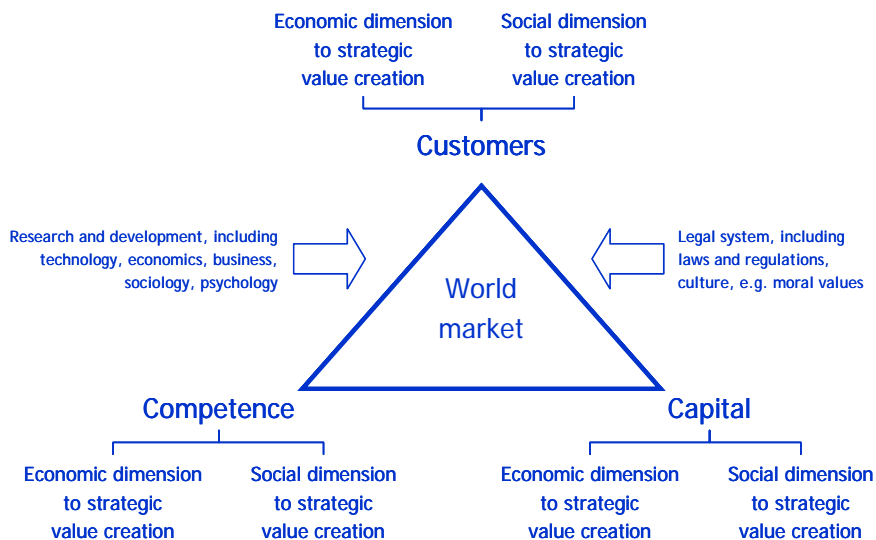 Economic dimension
to strategic
value creation
Social dimension
to strategic
value creation
Customers
Research and development, including
technology, economics, business,
sociology, psychology
Legal system, including
laws and regulations,
culture, e.g. moral values
World
market
Competence
Capital
Economic dimension
to strategic
value creation
Social dimension
to strategic
value creation
Economic dimension
to strategic
value creation
Social dimension
to strategic
value creation